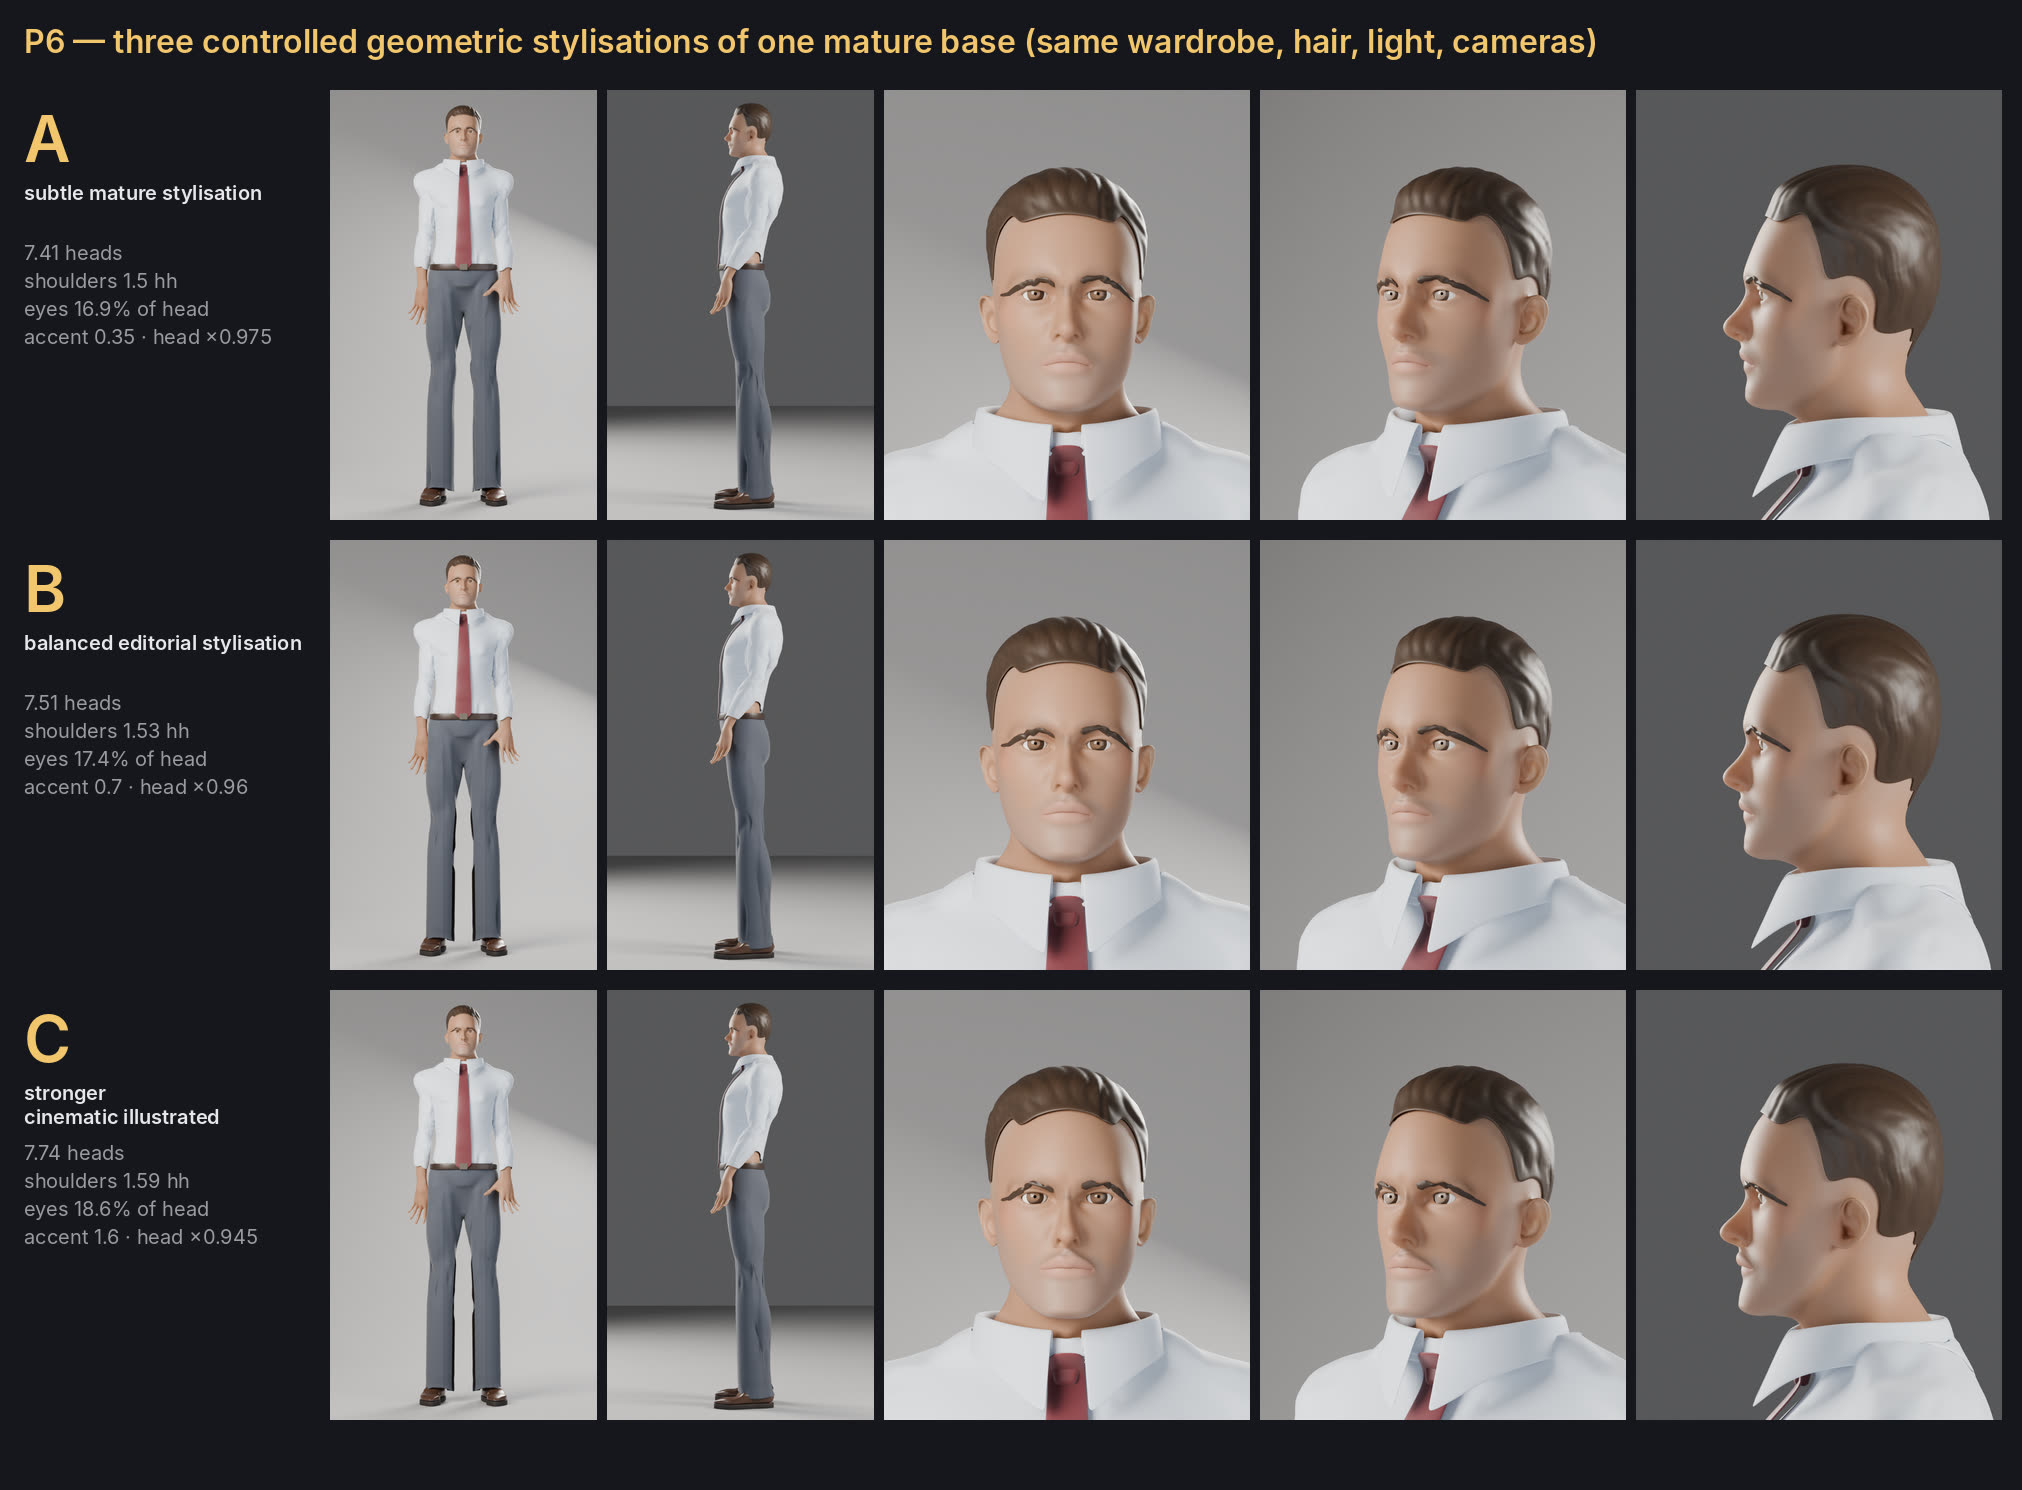 P6 — three controlled geometric stylisations of one mature base (same wardrobe, hair, light, cameras)
A
subtle mature stylisation
7.41 heads
shoulders 1.5 hh
eyes 16.9% of head
accent 0.35 · head ×0.975
B
balanced editorial stylisation
7.51 heads
shoulders 1.53 hh
eyes 17.4% of head
accent 0.7 · head ×0.96
C
stronger
cinematic illustrated
7.74 heads
shoulders 1.59 hh
eyes 18.6% of head
accent 1.6 · head ×0.945